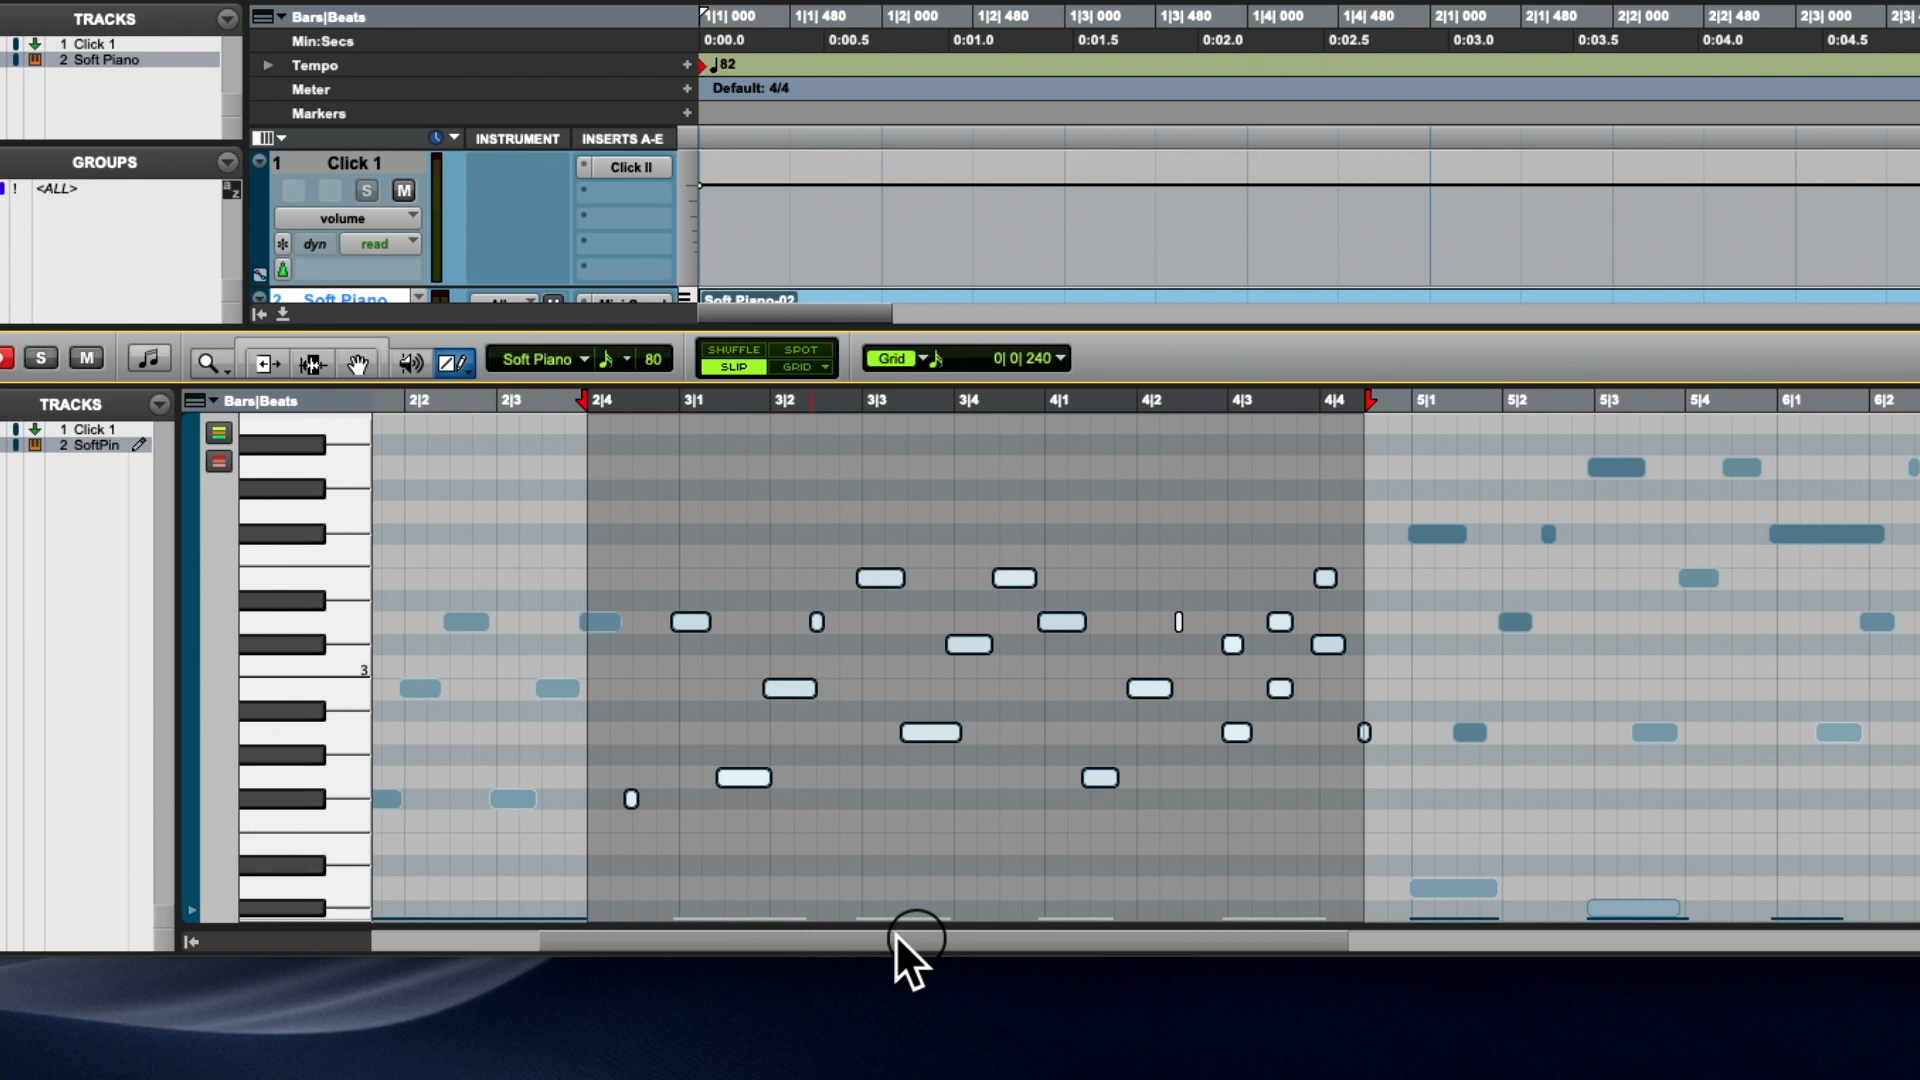 TRACKS
1 Click 1
2 Soft Piano
GROUPS
! <ALL>
a z
Bars|Beats
Min:Secs
Tempo
Meter
Markers
1|1| 000 1|1| 480 1|2| 000 1|2| 480 1|3| 000 1|3| 480 1|4| 000 1|4| 480 2|1| 000 2|1| 480 2|2| 000 2|2| 480 2|3| 000 2|3|
0:00.0 0:00.5 0:01.0 0:01.5 0:02.0 0:02.5 0:03.0 0:03.5 0:04.0 0:04.5
82
Default: 4/4
INSTRUMENT INSERTS A-E
1 Click 1
S M
volume
dyn read
Click II
2 Soft Piano
Soft Piano-02
S M
Soft Piano 80
SHUFFLE SPOT
SLIP GRID
Grid 0| 0| 240
TRACKS
1 Click 1
2 SoftPin
Bars|Beats 2|2 2|3 2|4 3|1 3|2 3|3 3|4 4|1 4|2 4|3 4|4 5|1 5|2 5|3 5|4 6|1 6|2
3